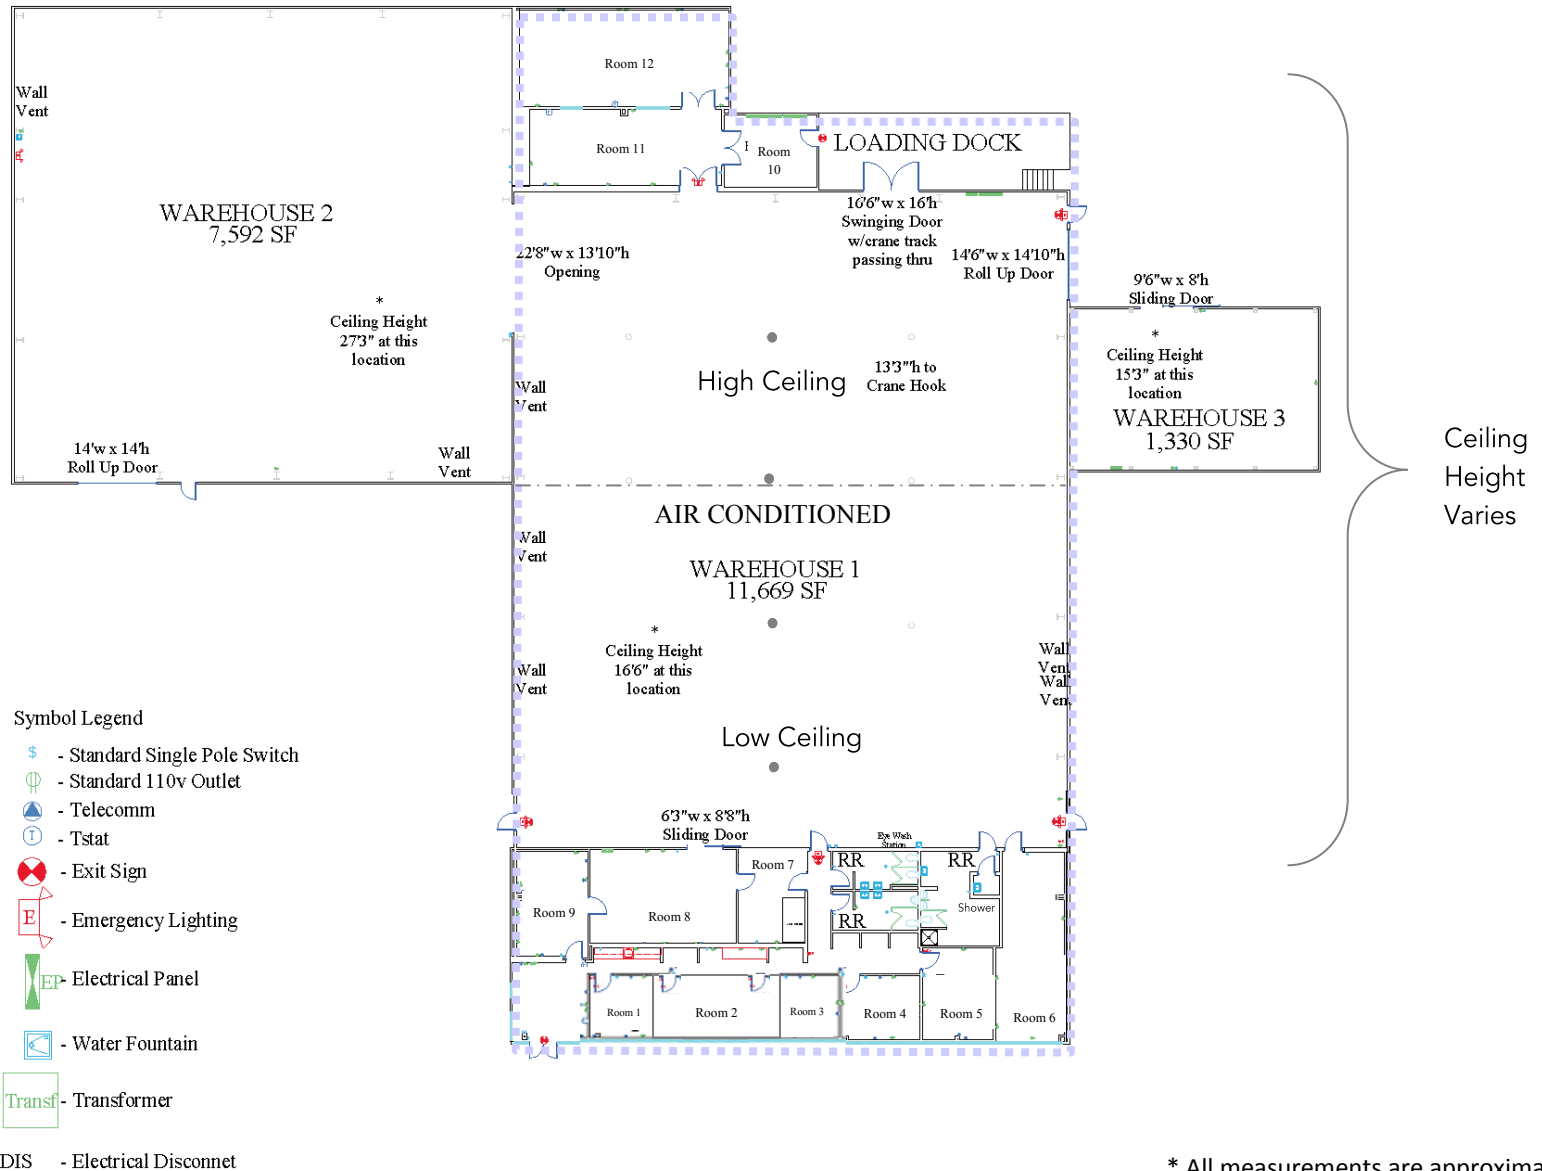 Room 12
Wall
Vent
Room 11
Room
10
LOADING DOCK
WAREHOUSE 2
7,592 SF
16'6"w x 16'h
Swinging Door
w/crane track
passing thru
22'8"w x 13'10"h
Opening
14'6"w x 14'10"h
Roll Up Door
9'6"w x 8'h
Sliding Door
*
Ceiling Height
27'3" at this
location
*
Ceiling Height
15'3" at this
location
High Ceiling
13'3"'h to
Crane Hook
Wall
Vent
WAREHOUSE 3
1,330 SF
Ceiling
Height
Varies
14'w x 14'h
Roll Up Door
Wall
Vent
AIR CONDITIONED
Wall
Vent
WAREHOUSE 1
11,669 SF
*
Ceiling Height
16'6" at this
location
Wall
Vent
Wall
Vent
Wall
Vent
Low Ceiling
6'3"w x 8'8"h
Sliding Door
Eye Wash
Station
Room 7
RR
RR
Room 9
Room 8
RR
Shower
Room 1
Room 2
Room 3
Room 4
Room 5
Room 6
Symbol Legend
$ - Standard Single Pole Switch
- Standard 110v Outlet
- Telecomm
T - Tstat
- Exit Sign
E - Emergency Lighting
EP - Electrical Panel
- Water Fountain
Transf - Transformer
DIS - Electrical Disconnet
* All measurements are approxima